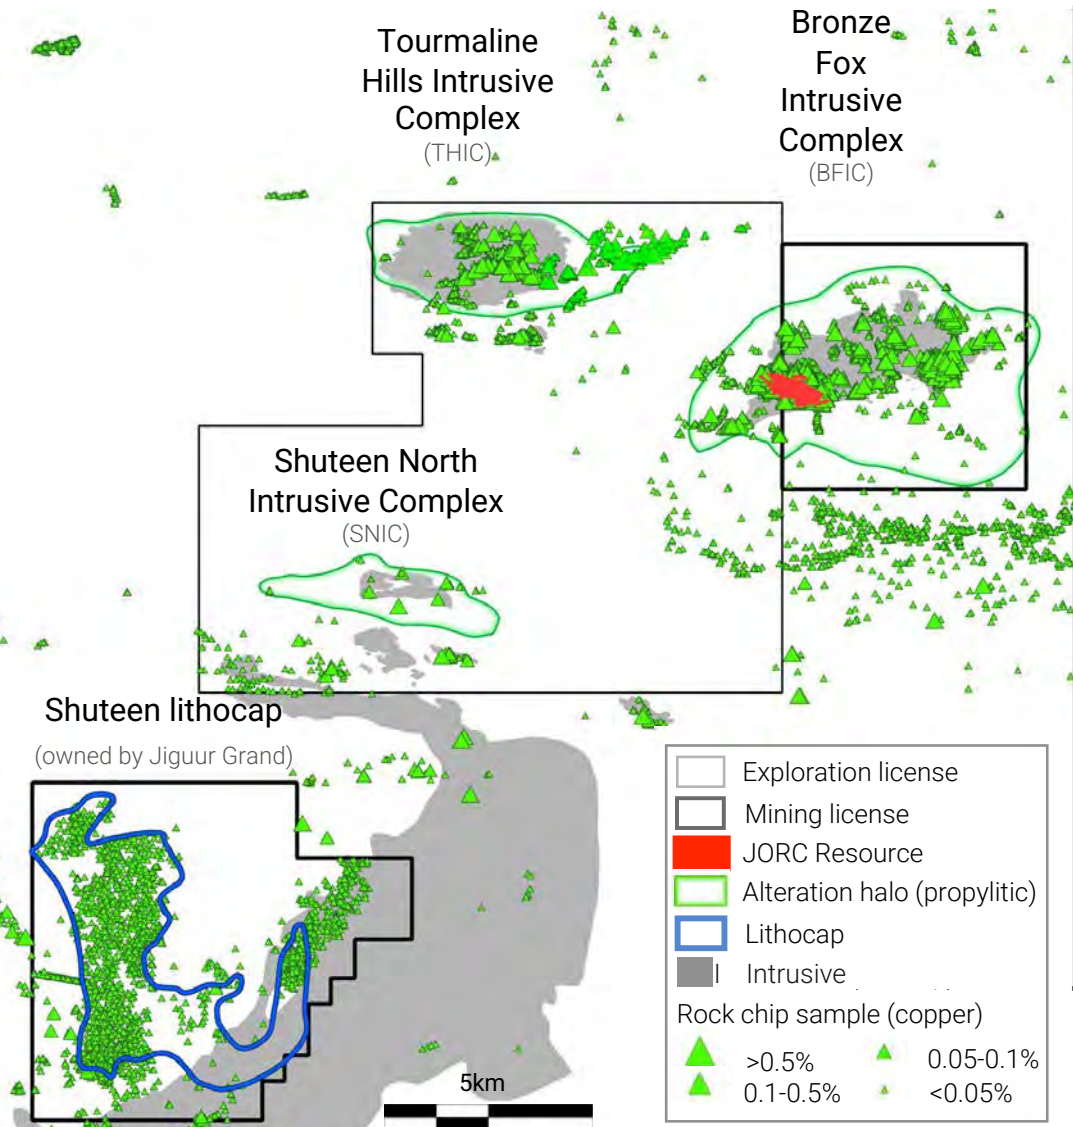 Tourmaline
Hills Intrusive
Complex
(THIC)
Bronze
Fox
Intrusive
Complex
(BFIC)
Shuteen North
Intrusive Complex
(SNIC)
Shuteen lithocap
(owned by Jiguur Grand)
Exploration license
Mining license
JORC Resource
Alteration halo (propylitic)
Lithocap
Intrusive
Rock chip sample (copper)
>0.5%
0.05-0.1%
0.1-0.5%
<0.05%
5km